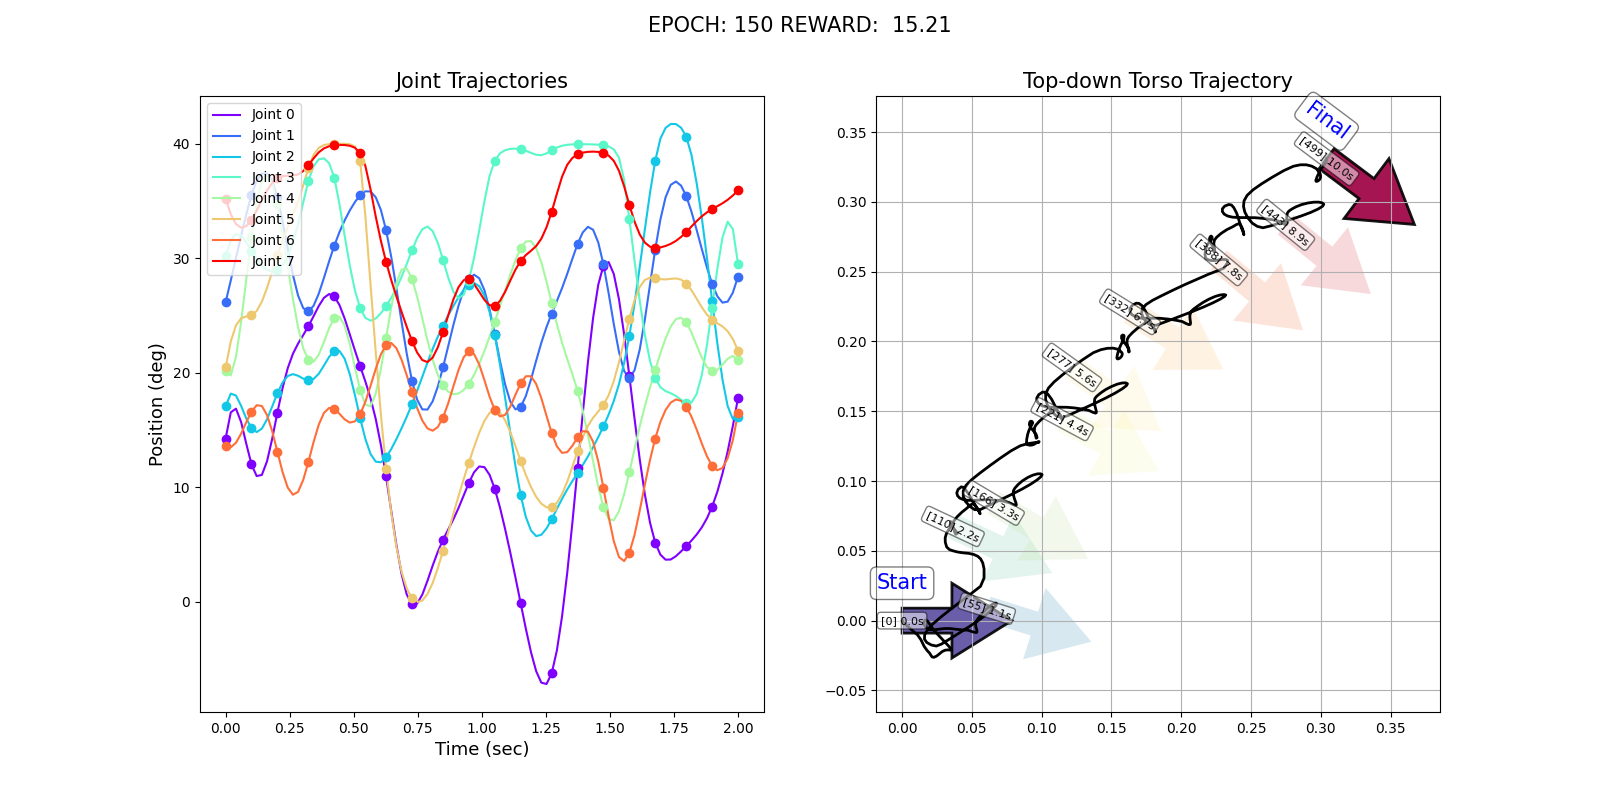 EPOCH: 150 REWARD:  15.21
Joint Trajectories
Joint 0
Joint 1
Joint 2
Joint 3
Joint 4
Joint 5
Joint 6
Joint 7
Position (deg)
40
30
20
10
0
0.00 0.25 0.50 0.75 1.00 1.25 1.50 1.75 2.00
Time (sec)
Top-down Torso Trajectory
Final
[499] 10.0s
[443] 8.9s
[388] 7.8s
[332] 6.7s
[277] 5.6s
[221] 4.4s
[166] 3.3s
[110] 2.2s
Start
[55] 1.1s
[0] 0.0s
0.35
0.30
0.25
0.20
0.15
0.10
0.05
0.00
−0.05
0.00 0.05 0.10 0.15 0.20 0.25 0.30 0.35